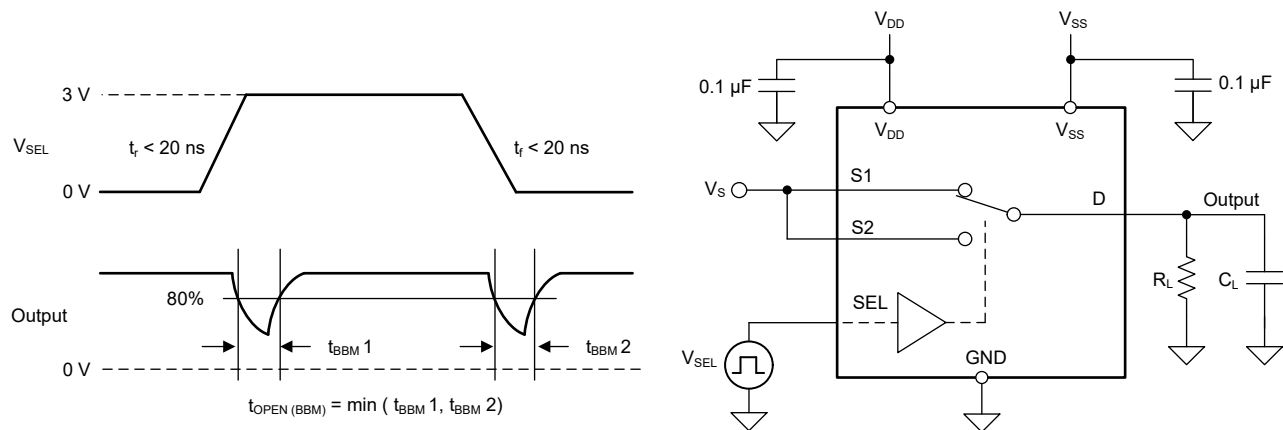 3 V
V_SEL
t_r < 20 ns
t_f < 20 ns
0 V
80%
Output
t_BBM 1
t_BBM 2
0 V
t_OPEN (BBM) = min ( t_BBM 1, t_BBM 2)
V_DD
V_SS
0.1 µF
0.1 µF
V_DD
V_SS
V_S
S1
D
Output
S2
R_L
C_L
SEL
V_SEL
GND